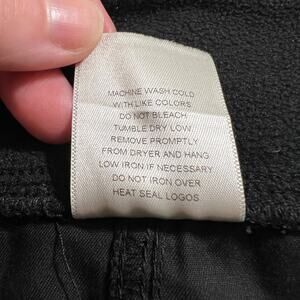 MACHINE WASH COLD
WITH LIKE COLORS
DO NOT BLEACH
TUMBLE DRY LOW
REMOVE PROMPTLY
FROM DRYER AND HANG
LOW IRON IF NECESSARY
DO NOT IRON OVER
HEAT SEAL LOGOS